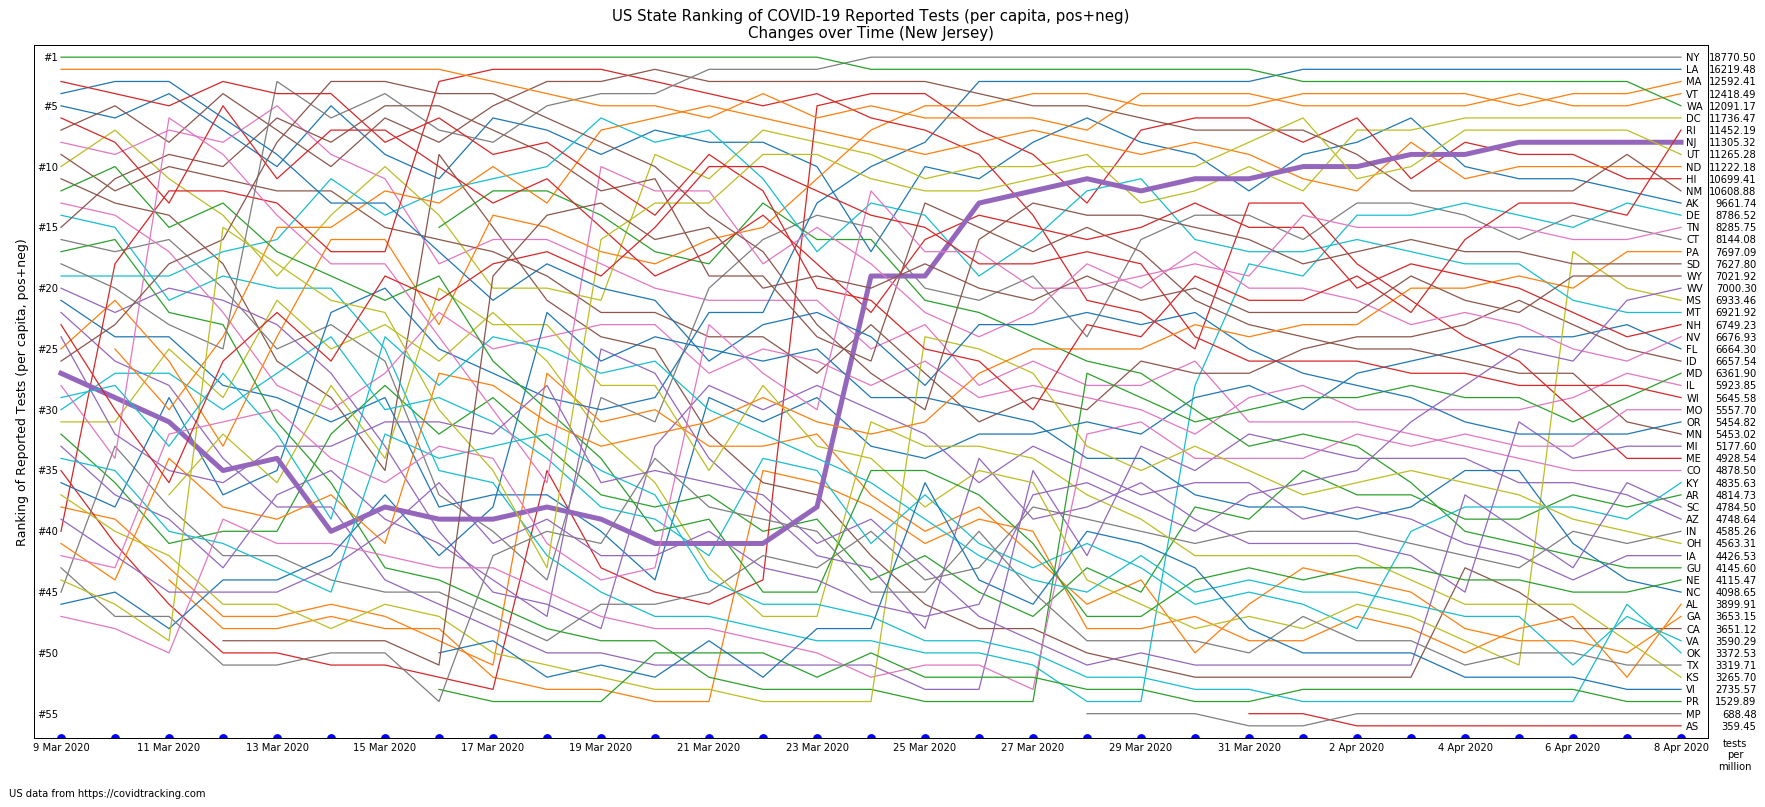 US State Ranking of COVID-19 Reported Tests (per capita, pos+neg)
Changes over Time (New Jersey)
Ranking of Reported Tests (per capita, pos+neg)
#1
#5
#10
#15
#20
#25
#30
#35
#40
#45
#50
#55
NY 18770.50
LA 16219.48
MA 12592.41
VT 12418.49
WA 12091.17
DC 11736.47
RI 11452.19
NJ 11305.32
UT 11265.28
ND 11222.18
HI 10699.41
NM 10608.88
AK 9661.74
DE 8786.52
TN 8285.75
CT 8144.08
PA 7697.09
SD 7627.80
WY 7021.92
WV 7000.30
MS 6933.46
MT 6921.92
NH 6749.23
NV 6676.93
FL 6664.30
ID 6657.54
MD 6361.90
IL 5923.85
WI 5645.58
MO 5557.70
OR 5454.82
MN 5453.02
MI 5177.60
ME 4928.54
CO 4878.50
KY 4835.63
AR 4814.73
SC 4784.50
AZ 4748.64
IN 4585.26
OH 4563.31
IA 4426.53
GU 4145.60
NE 4115.47
NC 4098.65
AL 3899.91
GA 3653.15
CA 3651.12
VA 3590.29
OK 3372.53
TX 3319.71
KS 3265.70
VI 2735.57
PR 1529.89
MP 688.48
AS 359.45
9 Mar 2020
11 Mar 2020
13 Mar 2020
15 Mar 2020
17 Mar 2020
19 Mar 2020
21 Mar 2020
23 Mar 2020
25 Mar 2020
27 Mar 2020
29 Mar 2020
31 Mar 2020
2 Apr 2020
4 Apr 2020
6 Apr 2020
8 Apr 2020
tests
per
million
US data from https://covidtracking.com